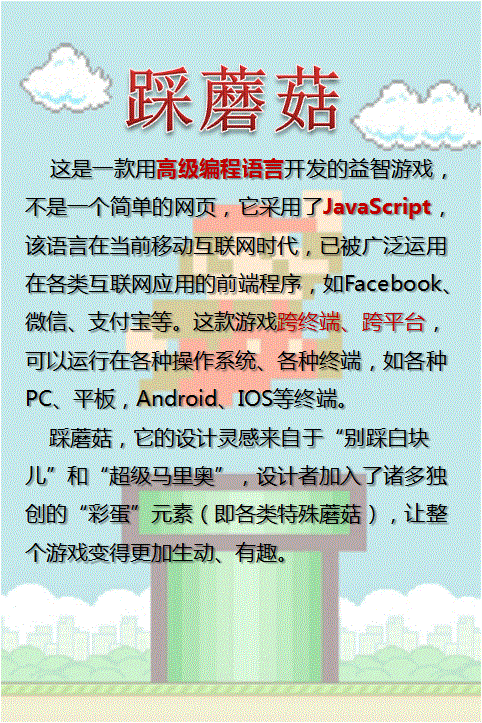 踩蘑菇
这是一款用高级编程语言开发的益智游戏，
不是一个简单的网页，它采用了JavaScript，
该语言在当前移动互联网时代，已被广泛运用
在各类互联网应用的前端程序，如Facebook、
微信、支付宝等。这款游戏跨终端、跨平台，
可以运行在各种操作系统、各种终端，如各种
PC、平板，Android、IOS等终端。
踩蘑菇，它的设计灵感来自于“别踩白块
儿”和“超级马里奥”，设计者加入了诸多独
创的“彩蛋”元素（即各类特殊蘑菇），让整
个游戏变得更加生动、有趣。